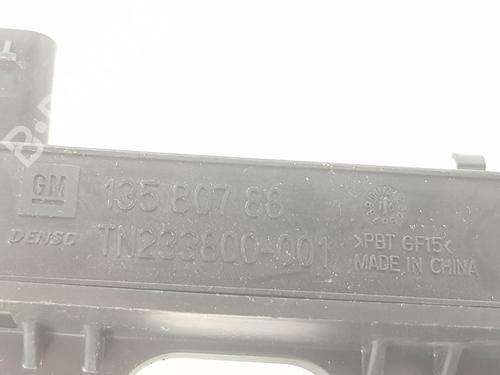 GM
135 807 88
DENSO
TN233800-001
>PBT GF15<
MADE IN CHINA